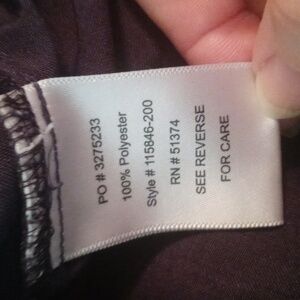 PO # 3275233
100% Polyester
Style # 115846-200
RN # 51374
SEE REVERSE
FOR CARE